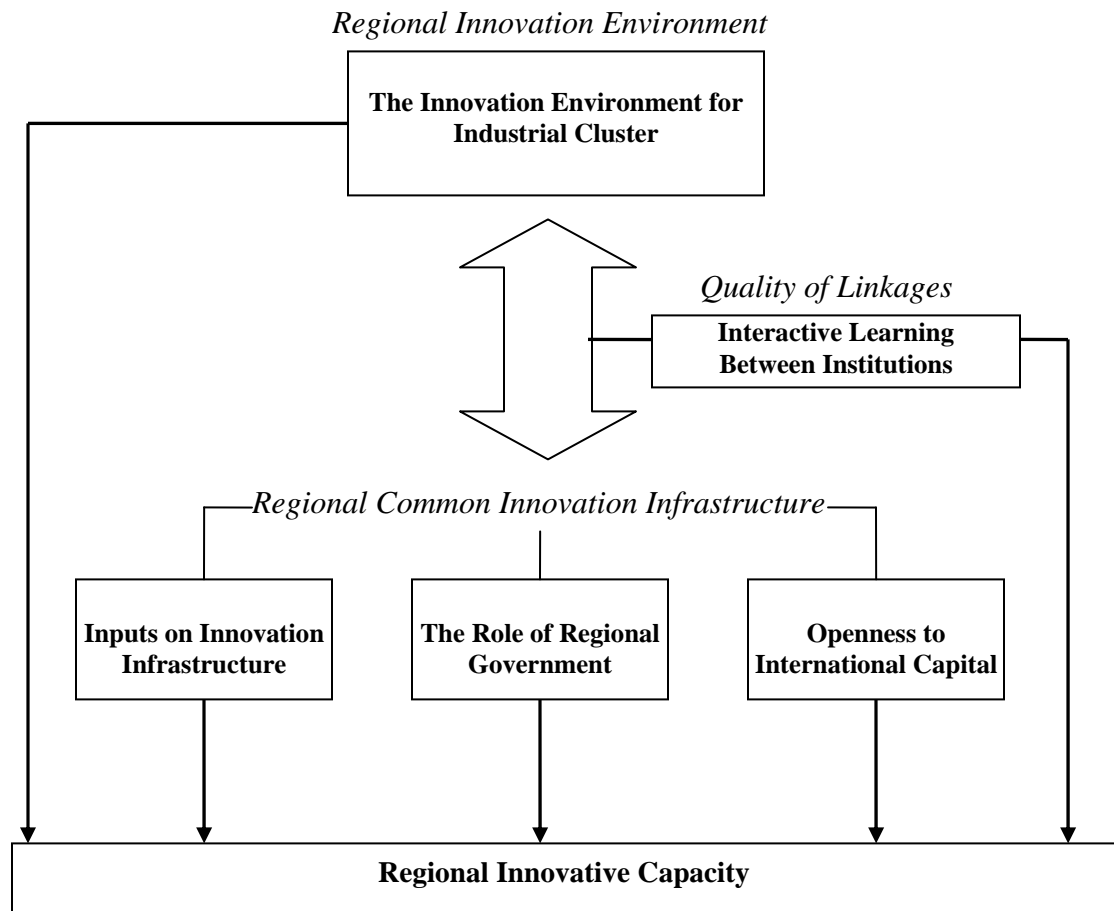 Regional Innovation Environment
The Innovation Environment for
Industrial Cluster
Quality of Linkages
Interactive Learning
Between Institutions
Regional Common Innovation Infrastructure
Inputs on Innovation
Infrastructure
The Role of Regional
Government
Openness to
International Capital
Regional Innovative Capacity